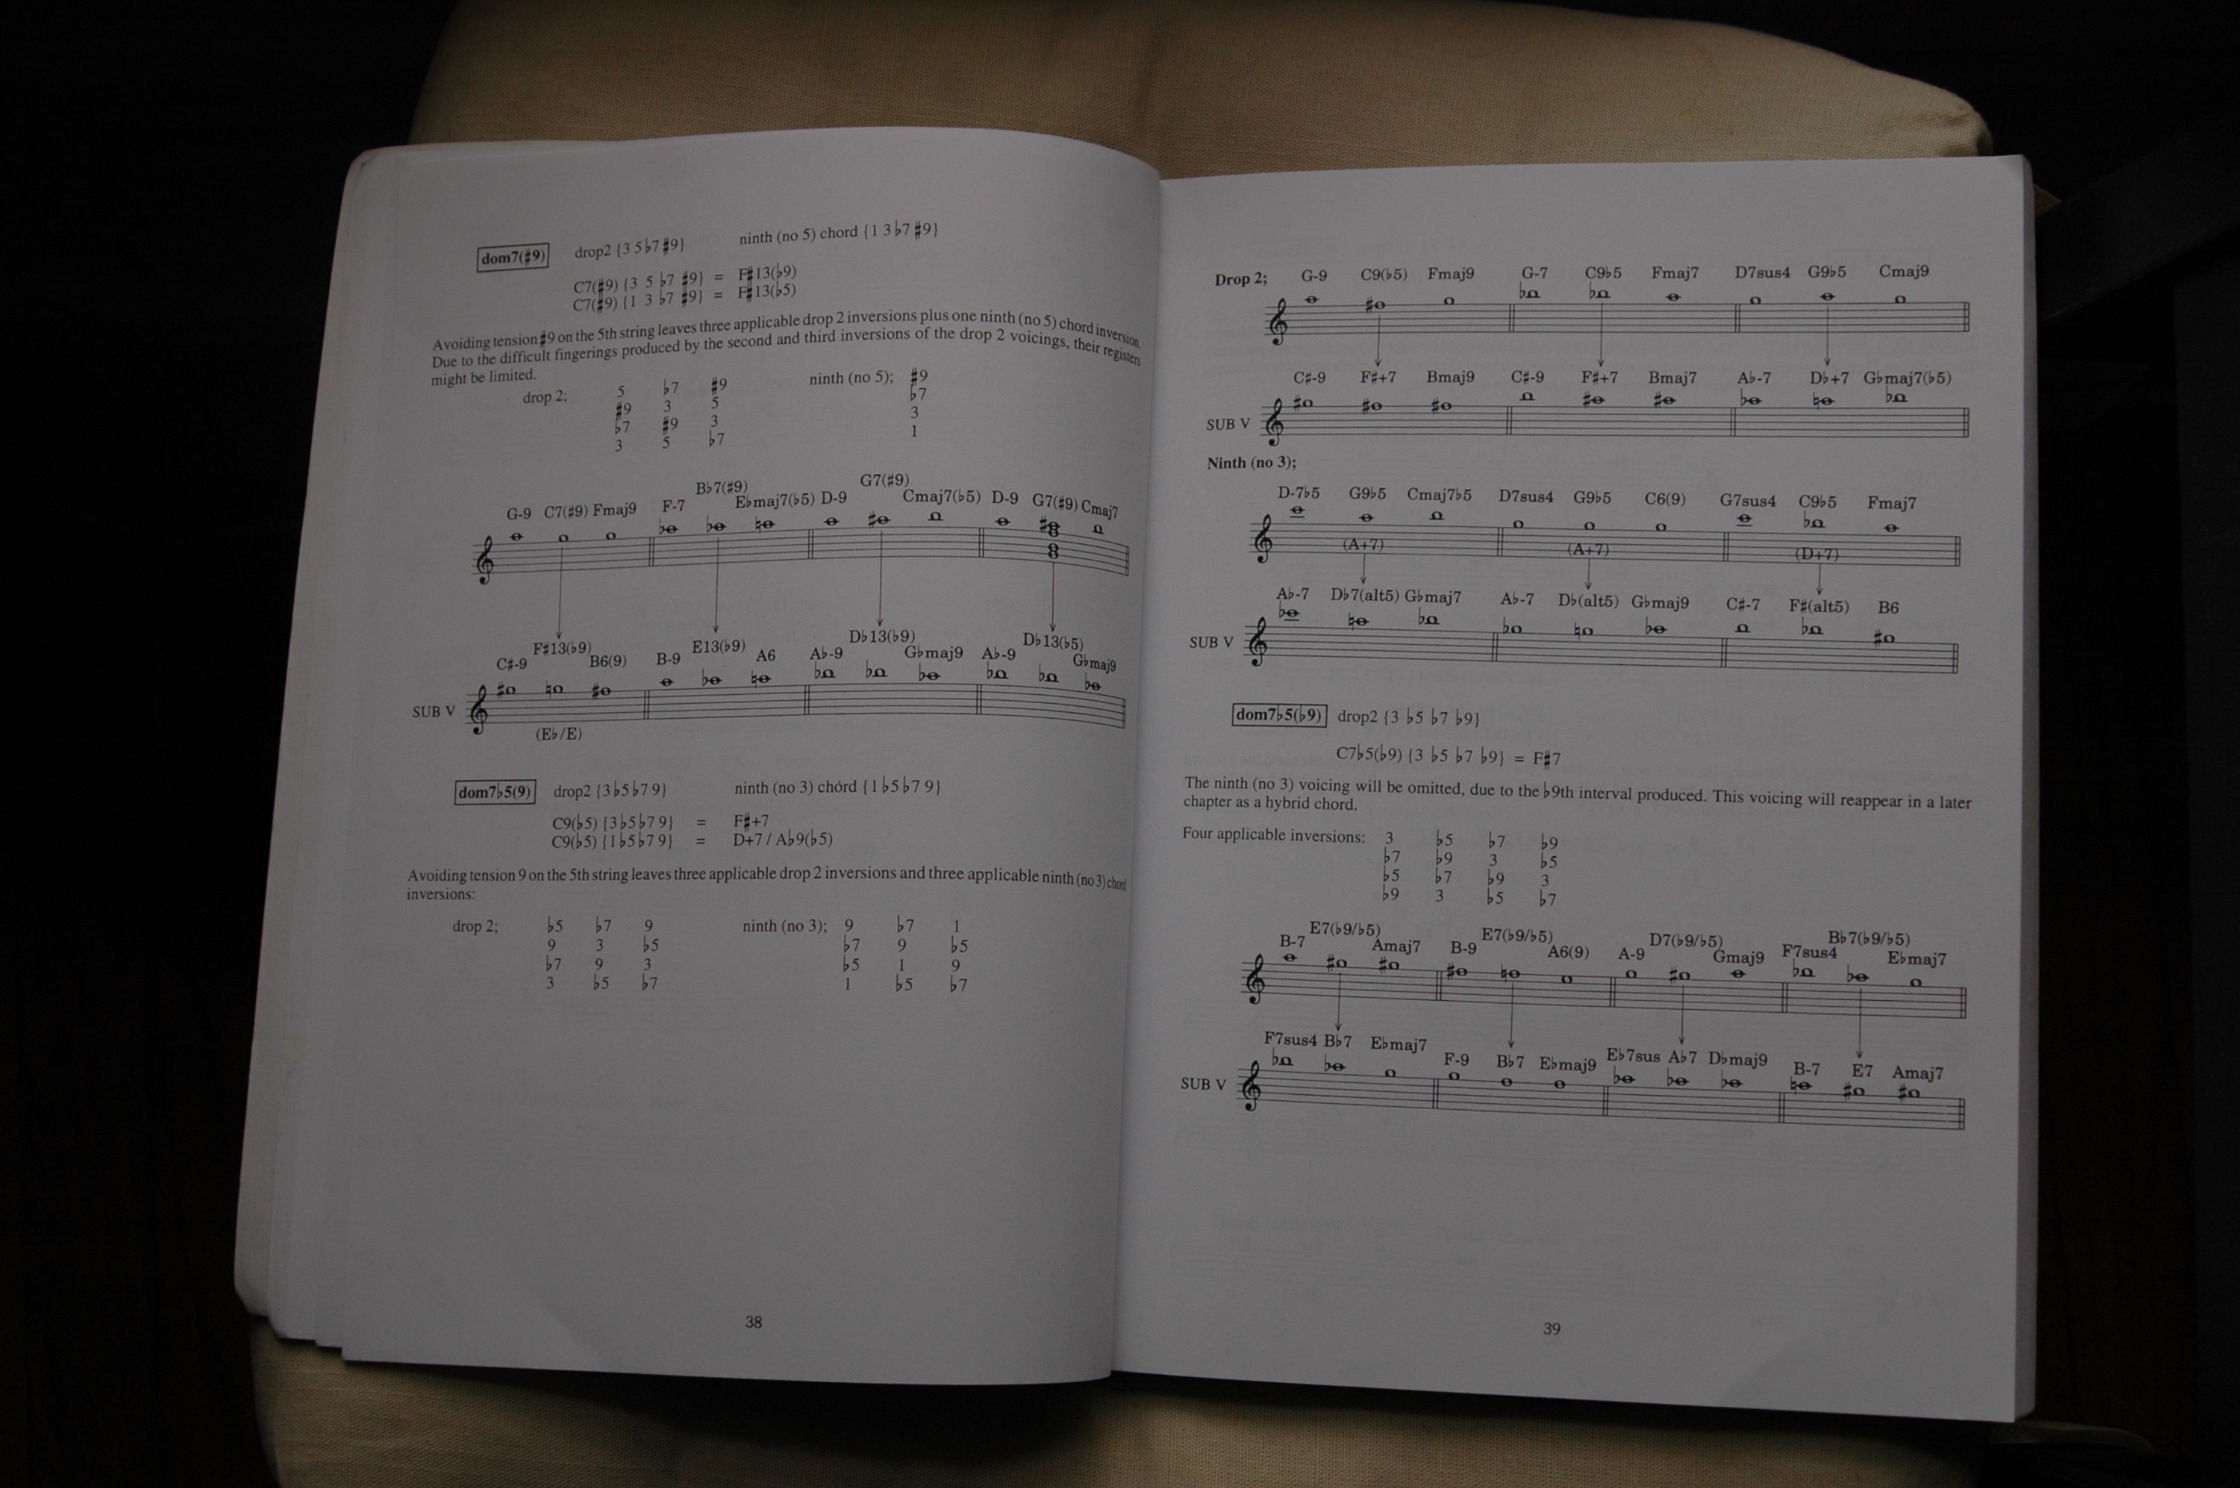 dom7(♯9) drop2 {3 5 ♭7 ♯9} ninth (no 5) chord {1 3 ♭7 ♯9}
C7(♯9) {3 5 ♭7 ♯9} = F♯13(♭9)
C7(♯9) {1 3 ♭7 ♯9} = F♯13(♭5)
Avoiding tension ♯9 on the 5th string leaves three applicable drop 2 inversions plus one ninth (no 5) chord inversion.
Due to the difficult fingerings produced by the second and third inversions of the drop 2 voicings, their registers
might be limited.
drop 2; 5 ♭7 ♯9 ninth (no 5); ♯9
♯9 3 5 ♭7
♭7 ♯9 3 3
3 5 ♭7 1
G-9 C7(♯9) Fmaj9 F-7 B♭7(♯9) E♭maj7(♭5) D-9 G7(♯9) Cmaj7(♭5) D-9 G7(♯9) Cmaj7
C♯-9 F♯13(♭9) B6(9) B-9 E13(♭9) A6 A♭-9 D♭13(♭9) G♭maj9 A♭-9 D♭13(♭5) G♭maj9
SUB V
(E♭/E)
dom7♭5(9) drop2 {3 ♭5 ♭7 9} ninth (no 3) chord {1 ♭5 ♭7 9}
C9(♭5) {3 ♭5 ♭7 9} = F♯+7
C9(♭5) {1 ♭5 ♭7 9} = D+7 / A♭9(♭5)
Avoiding tension 9 on the 5th string leaves three applicable drop 2 inversions and three applicable ninth (no 3) chord
inversions:
drop 2; ♭5 ♭7 9 ninth (no 3); 9 ♭7 1
9 3 ♭5 ♭7 9 ♭5
♭7 9 3 ♭5 1 9
3 ♭5 ♭7 1 ♭5 ♭7
38
Drop 2; G-9 C9(♭5) Fmaj9 G-7 C9♭5 Fmaj7 D7sus4 G9♭5 Cmaj9
C♯-9 F♯+7 Bmaj9 C♯-9 F♯+7 Bmaj7 A♭-7 D♭+7 G♭maj7(♭5)
SUB V
Ninth (no 3);
D-7♭5 G9♭5 Cmaj7♭5 D7sus4 G9♭5 C6(9) G7sus4 C9♭5 Fmaj7
(A+7) (A+7) (D+7)
A♭-7 D♭7(alt5) G♭maj7 A♭-7 D♭(alt5) G♭maj9 C♯-7 F♯(alt5) B6
SUB V
dom7♭5(♭9) drop2 {3 ♭5 ♭7 ♭9}
C7♭5(♭9) {3 ♭5 ♭7 ♭9} = F♯7
The ninth (no 3) voicing will be omitted, due to the ♭9th interval produced. This voicing will reappear in a later
chapter as a hybrid chord.
Four applicable inversions: 3 ♭5 ♭7 ♭9
♭7 ♭9 3 ♭5
♭5 ♭7 ♭9 3
♭9 3 ♭5 ♭7
B-7 E7(♭9/♭5) Amaj7 B-9 E7(♭9/♭5) A6(9) A-9 D7(♭9/♭5) Gmaj9 F7sus4 B♭7(♭9/♭5) E♭maj7
F7sus4 B♭7 E♭maj7 F-9 B♭7 E♭maj9 E♭7sus A♭7 D♭maj9 B-7 E7 Amaj7
SUB V
39